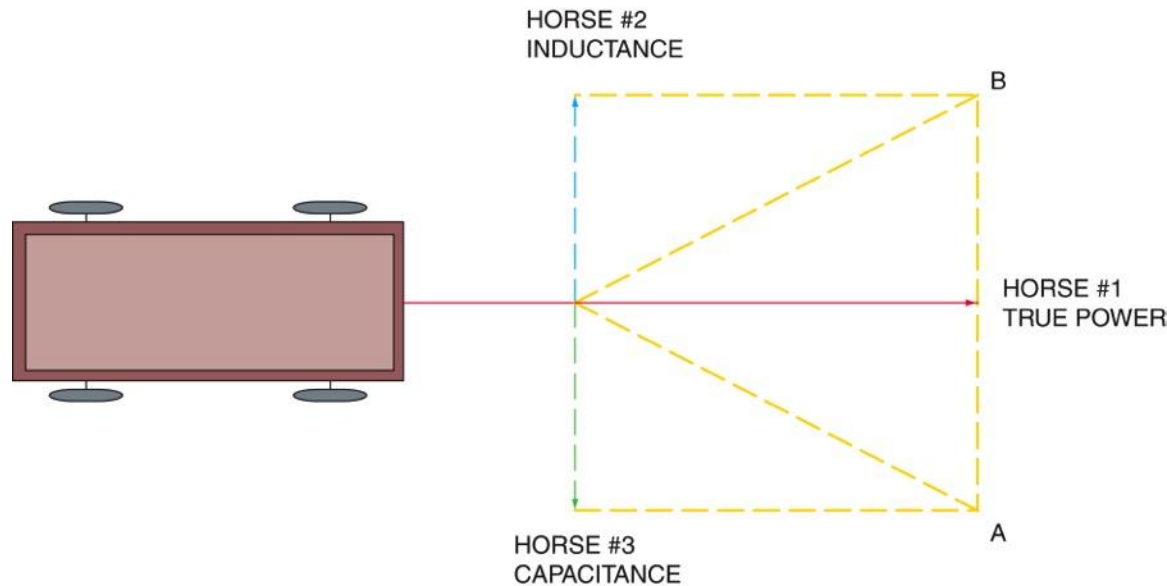 HORSE #2
INDUCTANCE
B
HORSE #1
TRUE POWER
A
HORSE #3
CAPACITANCE